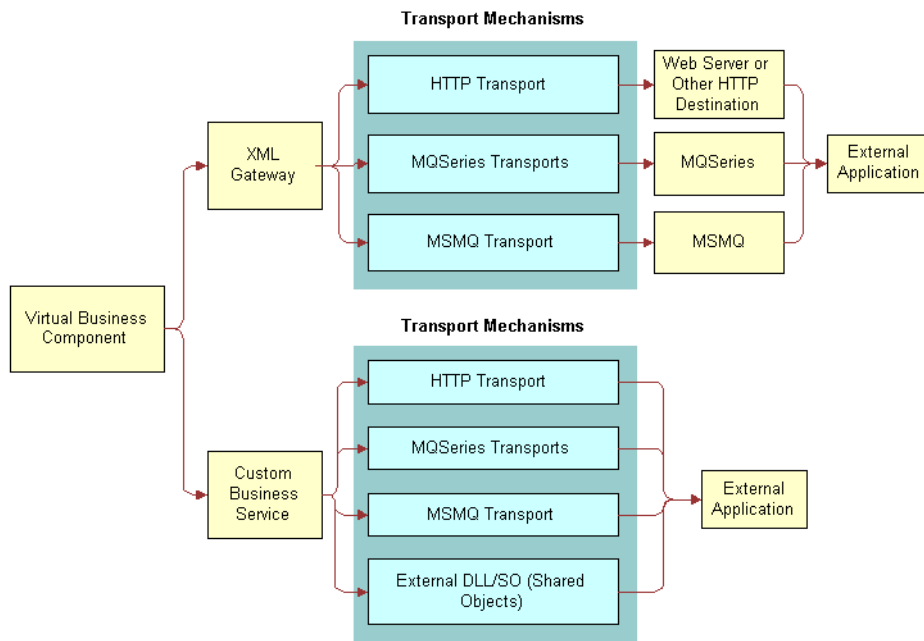 Transport Mechanisms
HTTP Transport
Web Server or
Other HTTP
Destination
XML
Gateway
MQSeries Transports
MQSeries
External
Application
MSMQ Transport
MSMQ
Virtual Business
Component
Transport Mechanisms
HTTP Transport
MQSeries Transports
Custom
Business
Service
MSMQ Transport
External
Application
External DLL/SO (Shared
Objects)